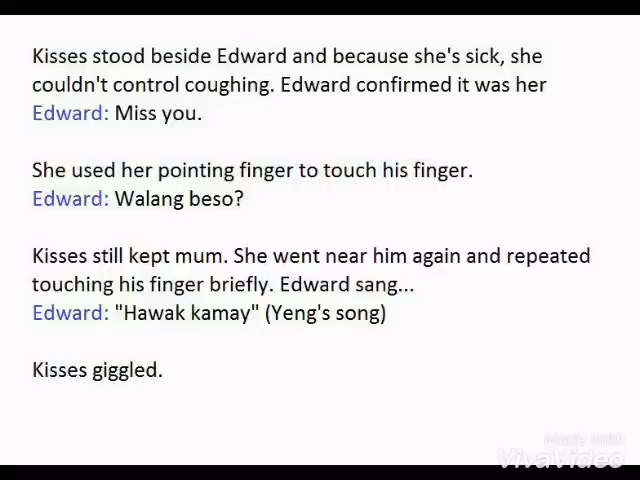 Kisses stood beside Edward and because she's sick, she
couldn't control coughing. Edward confirmed it was her
Edward: Miss you.
She used her pointing finger to touch his finger.
Edward: Walang beso?
Kisses still kept mum. She went near him again and repeated
touching his finger briefly. Edward sang...
Edward: "Hawak kamay" (Yeng's song)
Kisses giggled.
Made With
VivaVideo